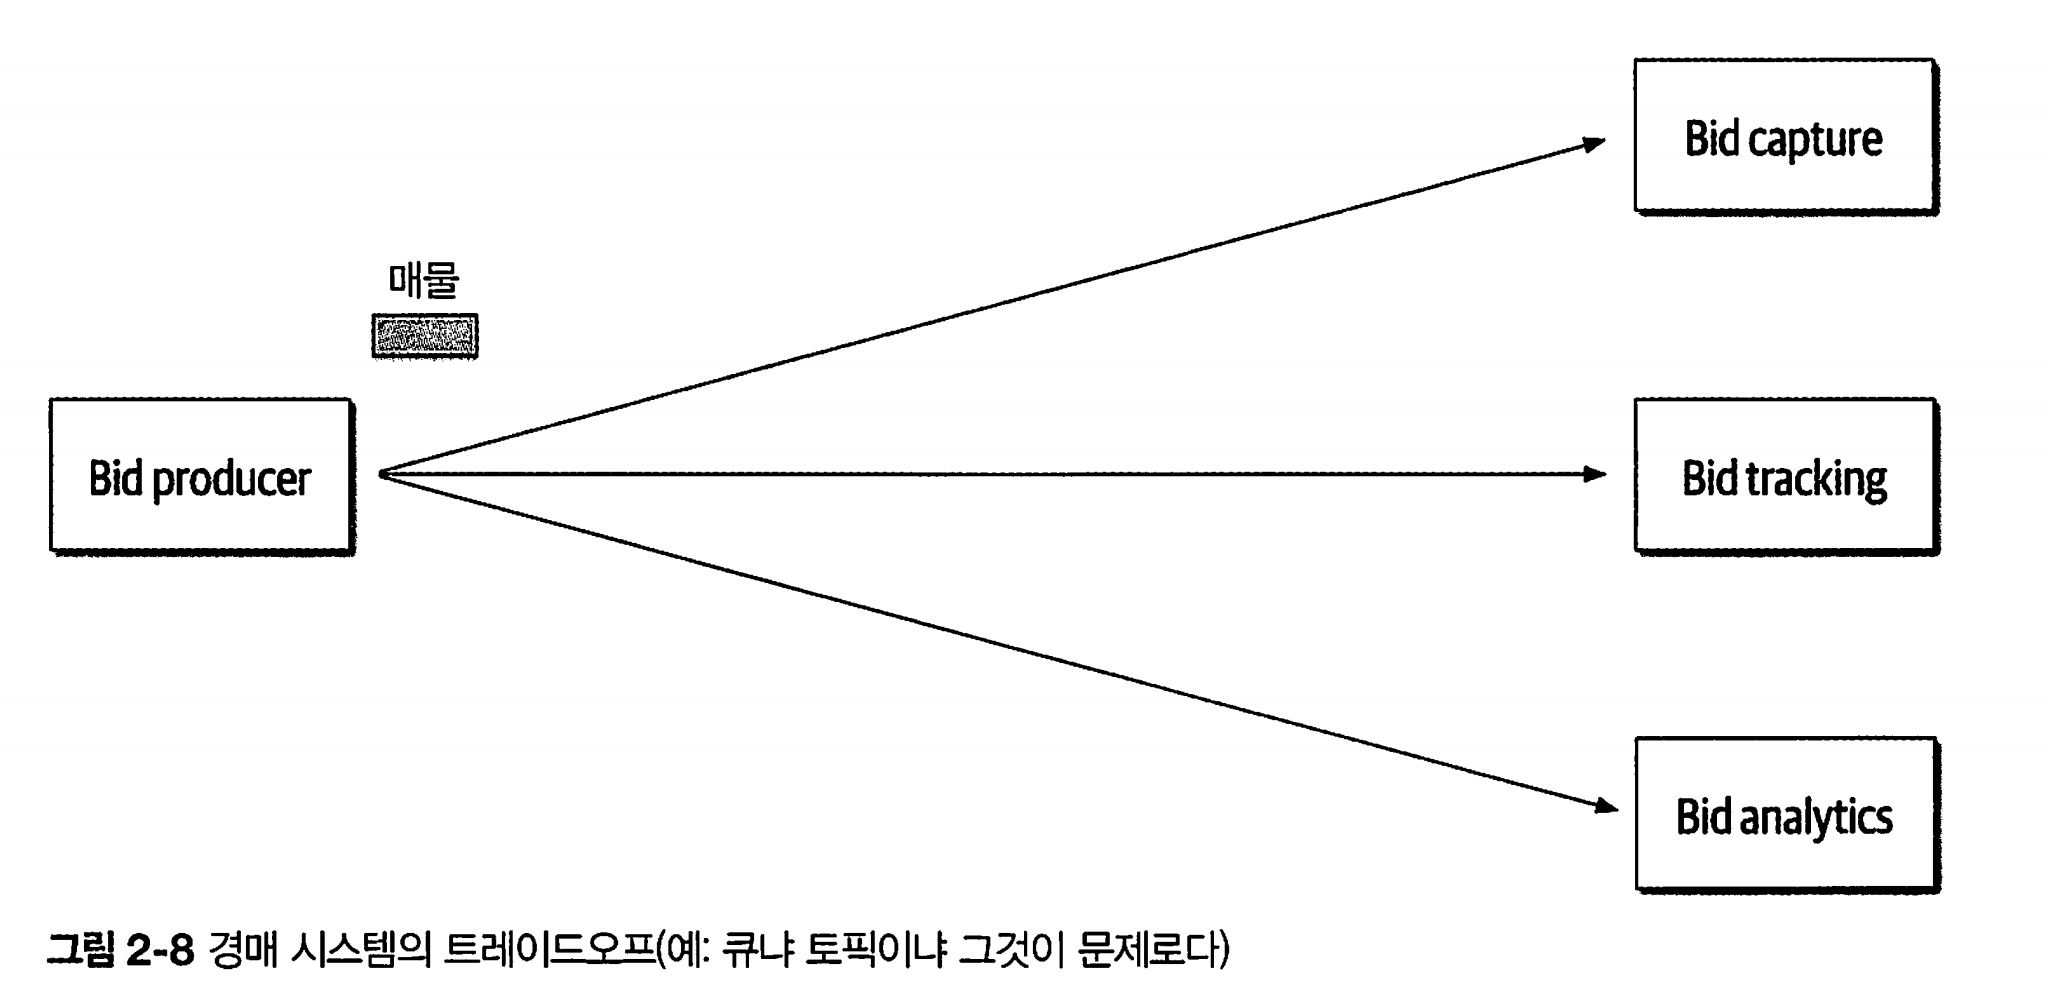 Bid capture
매물
Bid producer
Bid tracking
Bid analytics
그림 2-8 경매 시스템의 트레이드오프(예: 큐냐 토픽이냐 그것이 문제로다)